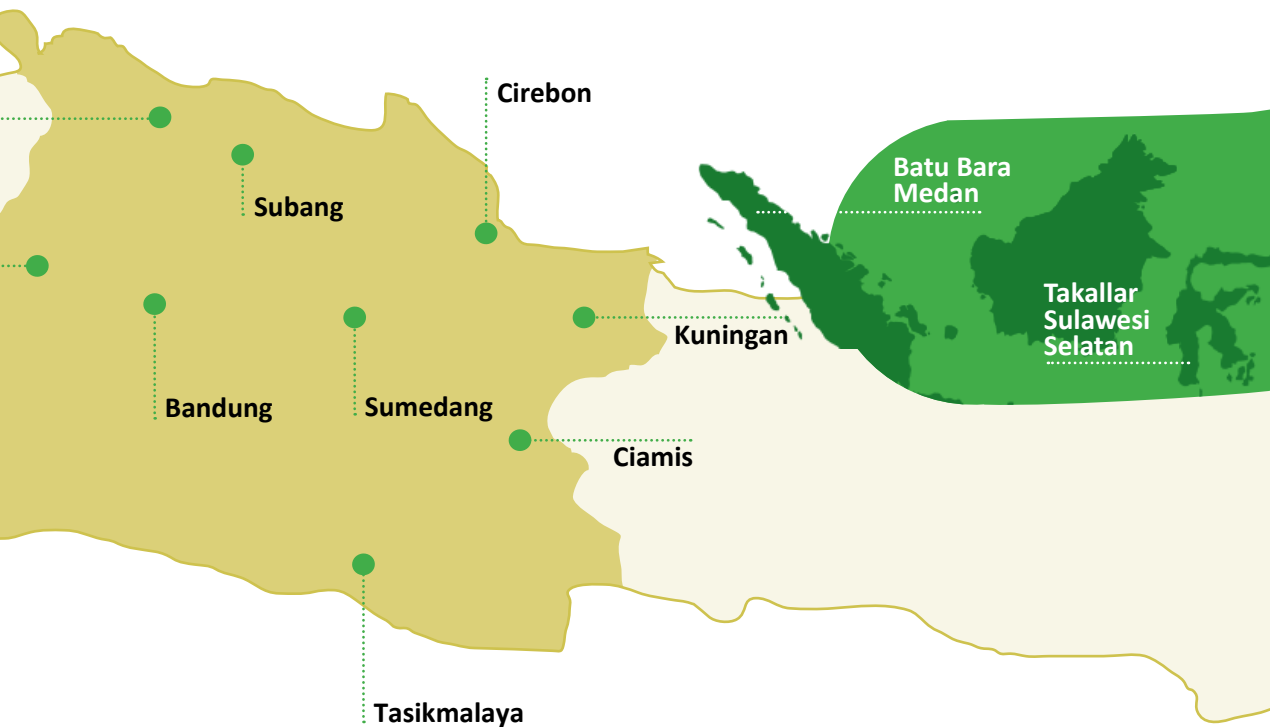 Cirebon
Batu Bara
Medan
Subang
Takallar
Sulawesi
Selatan
Kuningan
Bandung
Sumedang
Ciamis
Tasikmalaya